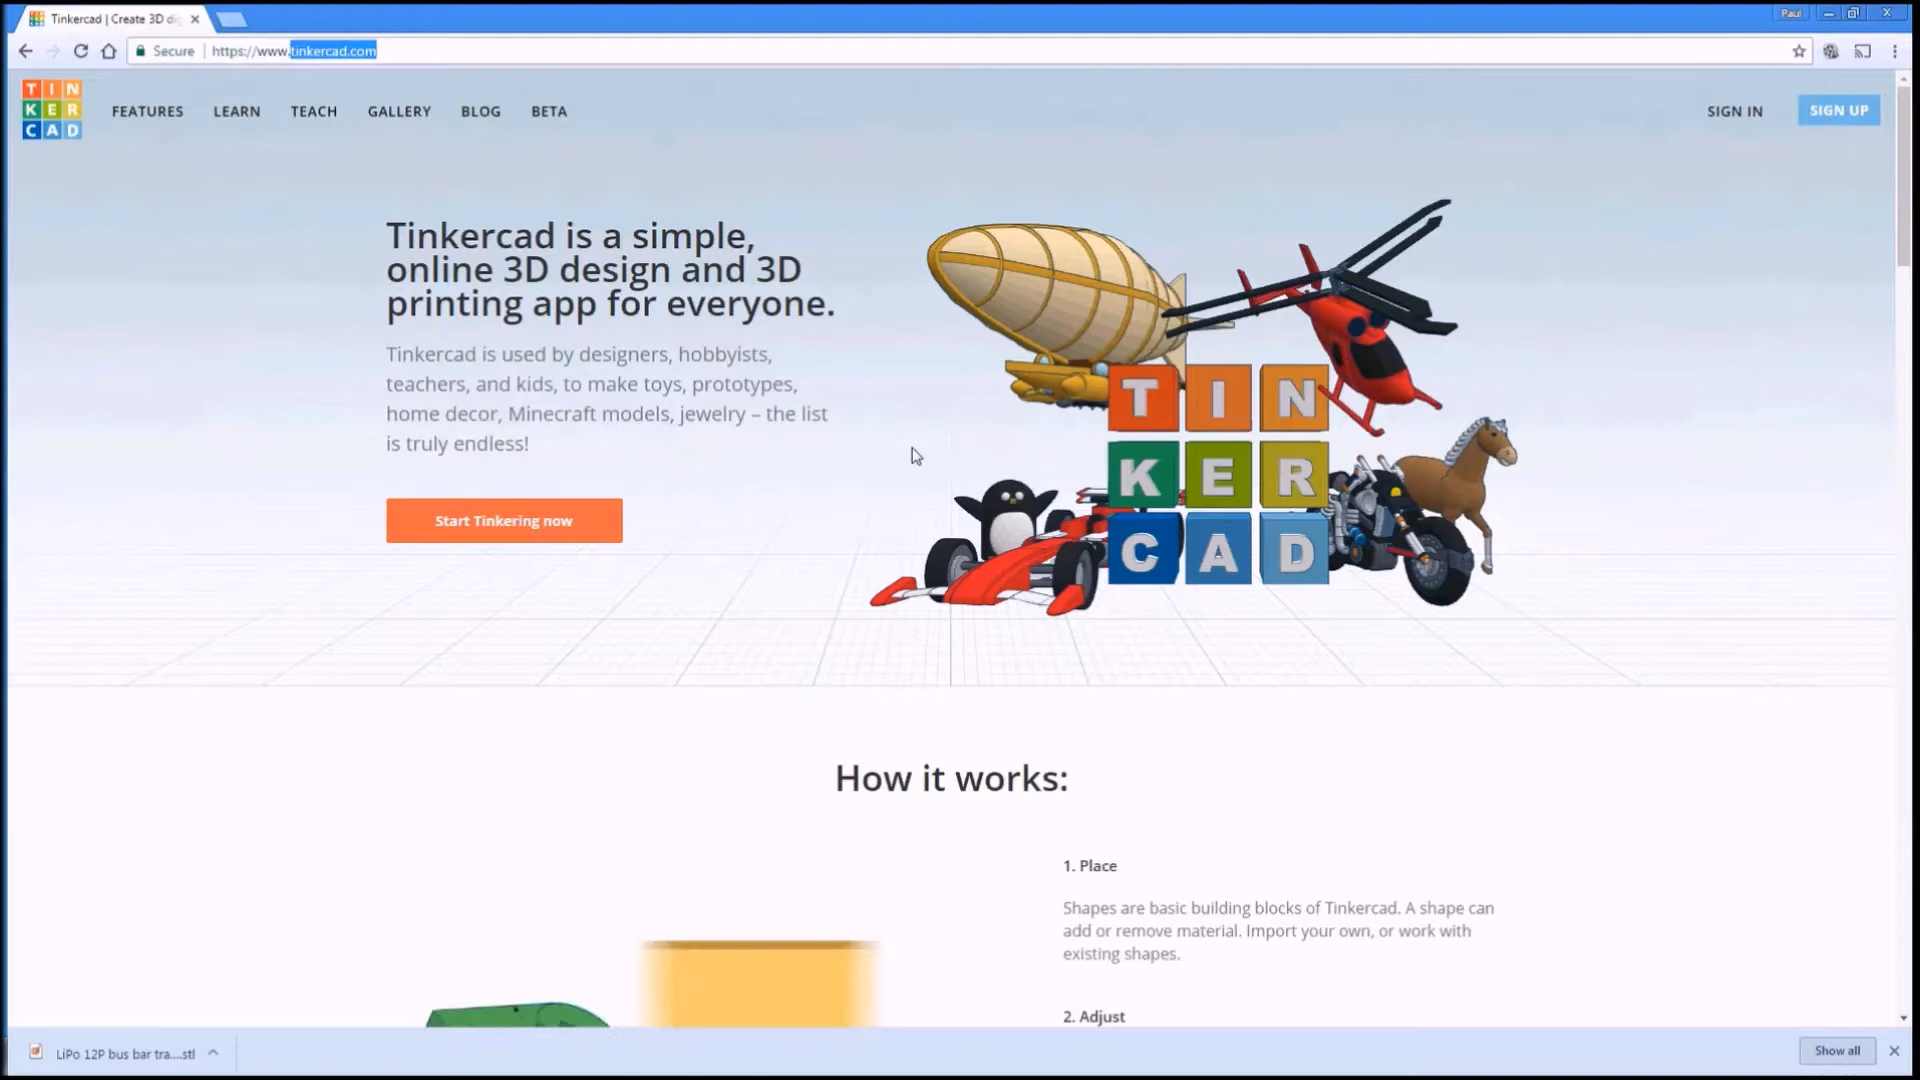 Tinkercad | Create 3D di
Paul
Secure
https://www.tinkercad.com
TIN
KER
CAD
FEATURES
LEARN
TEACH
GALLERY
BLOG
BETA
SIGN IN
SIGN UP
Tinkercad is a simple,
online 3D design and 3D
printing app for everyone.
Tinkercad is used by designers, hobbyists,
teachers, and kids, to make toys, prototypes,
home decor, Minecraft models, jewelry – the list
is truly endless!
Start Tinkering now
TIN
KER
CAD
How it works:
1. Place
Shapes are basic building blocks of Tinkercad. A shape can
add or remove material. Import your own, or work with
existing shapes.
2. Adjust
LiPo 12P bus bar tra....stl
Show all